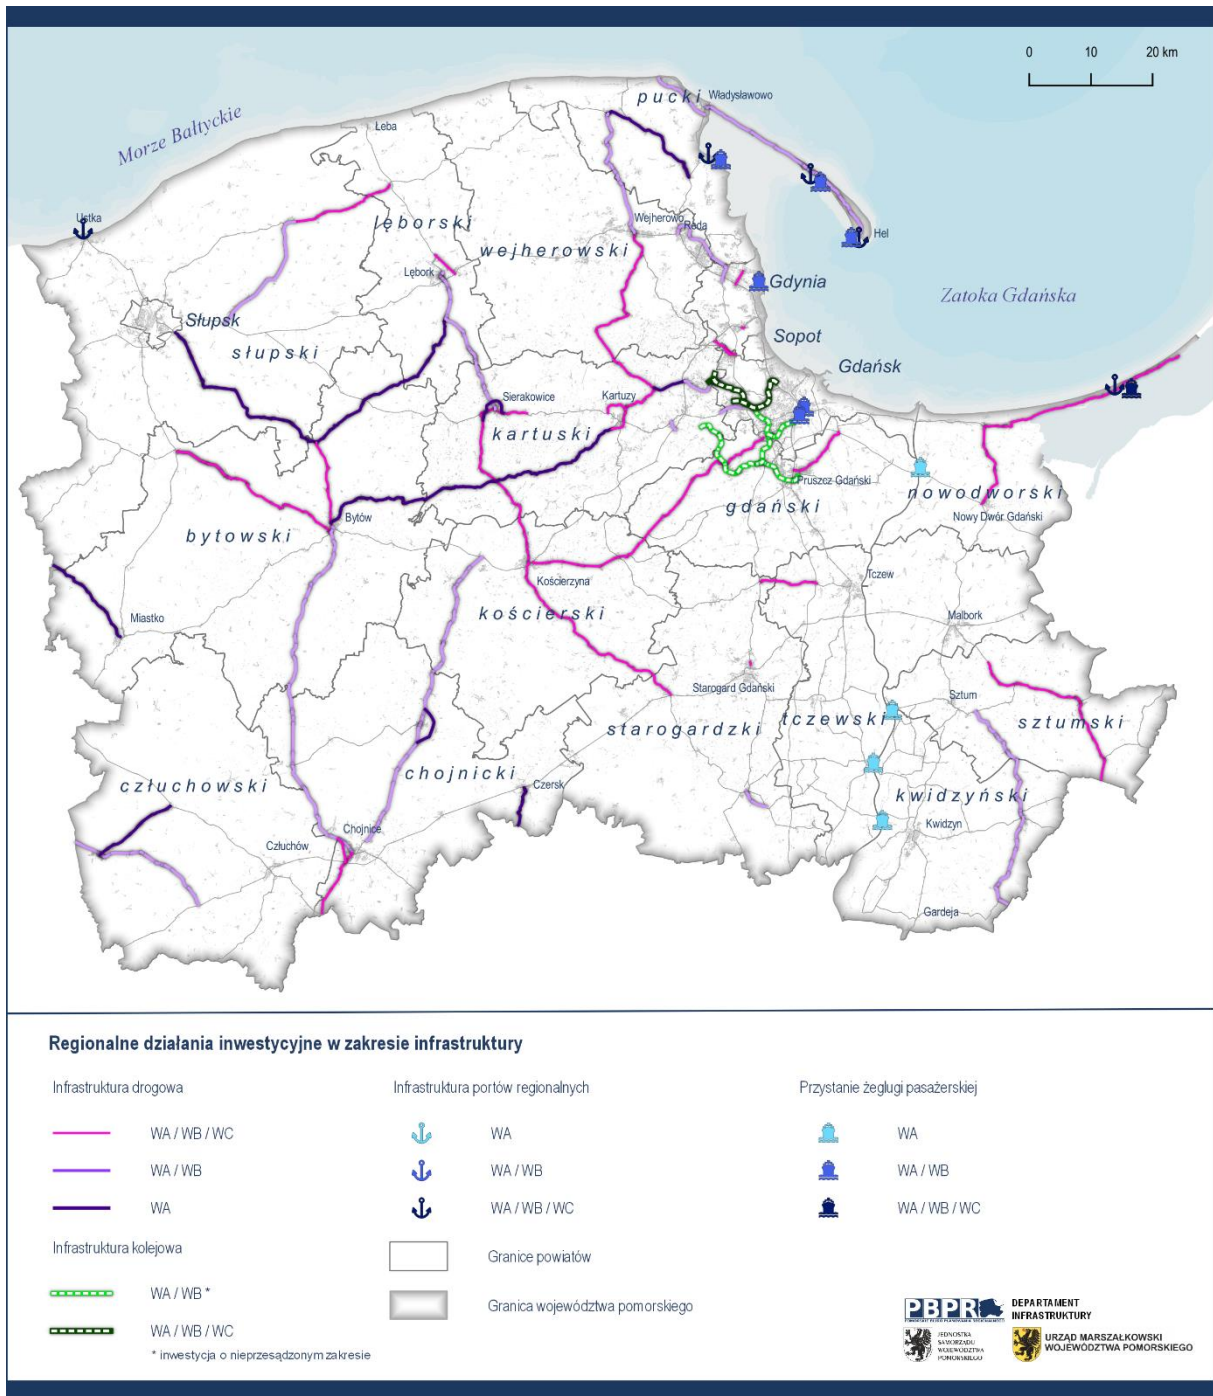 0 10 20 km
Morze Bałtyckie
Zatoka Gdańska
pucki
Władysławowo
Łeba
Ustka
Hel
lęborski
wejherowski
Wejherowo
Reda
Lębork
Gdynia
Sopot
Gdańsk
Słupsk
słupski
Sierakowice
Kartuzy
kartuski
Pruszcz Gdański
gdański
nowodworski
Nowy Dwór Gdański
Bytów
bytowski
Kościerzyna
kościerski
Tczew
Malbork
Miastko
Starogard Gdański
starogardzki
tczewski
Sztum
sztumski
człuchowski
chojnicki
Czersk
kwidzyński
Kwidzyn
Chojnice
Człuchów
Gardeja
Regionalne działania inwestycyjne w zakresie infrastruktury
Infrastruktura drogowa
WA / WB / WC
WA / WB
WA
Infrastruktura kolejowa
WA / WB *
WA / WB / WC
* inwestycja o nieprzesądzonym zakresie
Infrastruktura portów regionalnych
WA
WA / WB
WA / WB / WC
Granice powiatów
Granica województwa pomorskiego
Przystanie żeglugi pasażerskiej
WA
WA / WB
WA / WB / WC
PBPR
DEPARTAMENT
INFRASTRUKTURY
JEDNOSTKA
SAMORZĄDU
WOJEWÓDZTWA
POMORSKIEGO
URZĄD MARSZAŁKOWSKI
WOJEWÓDZTWA POMORSKIEGO